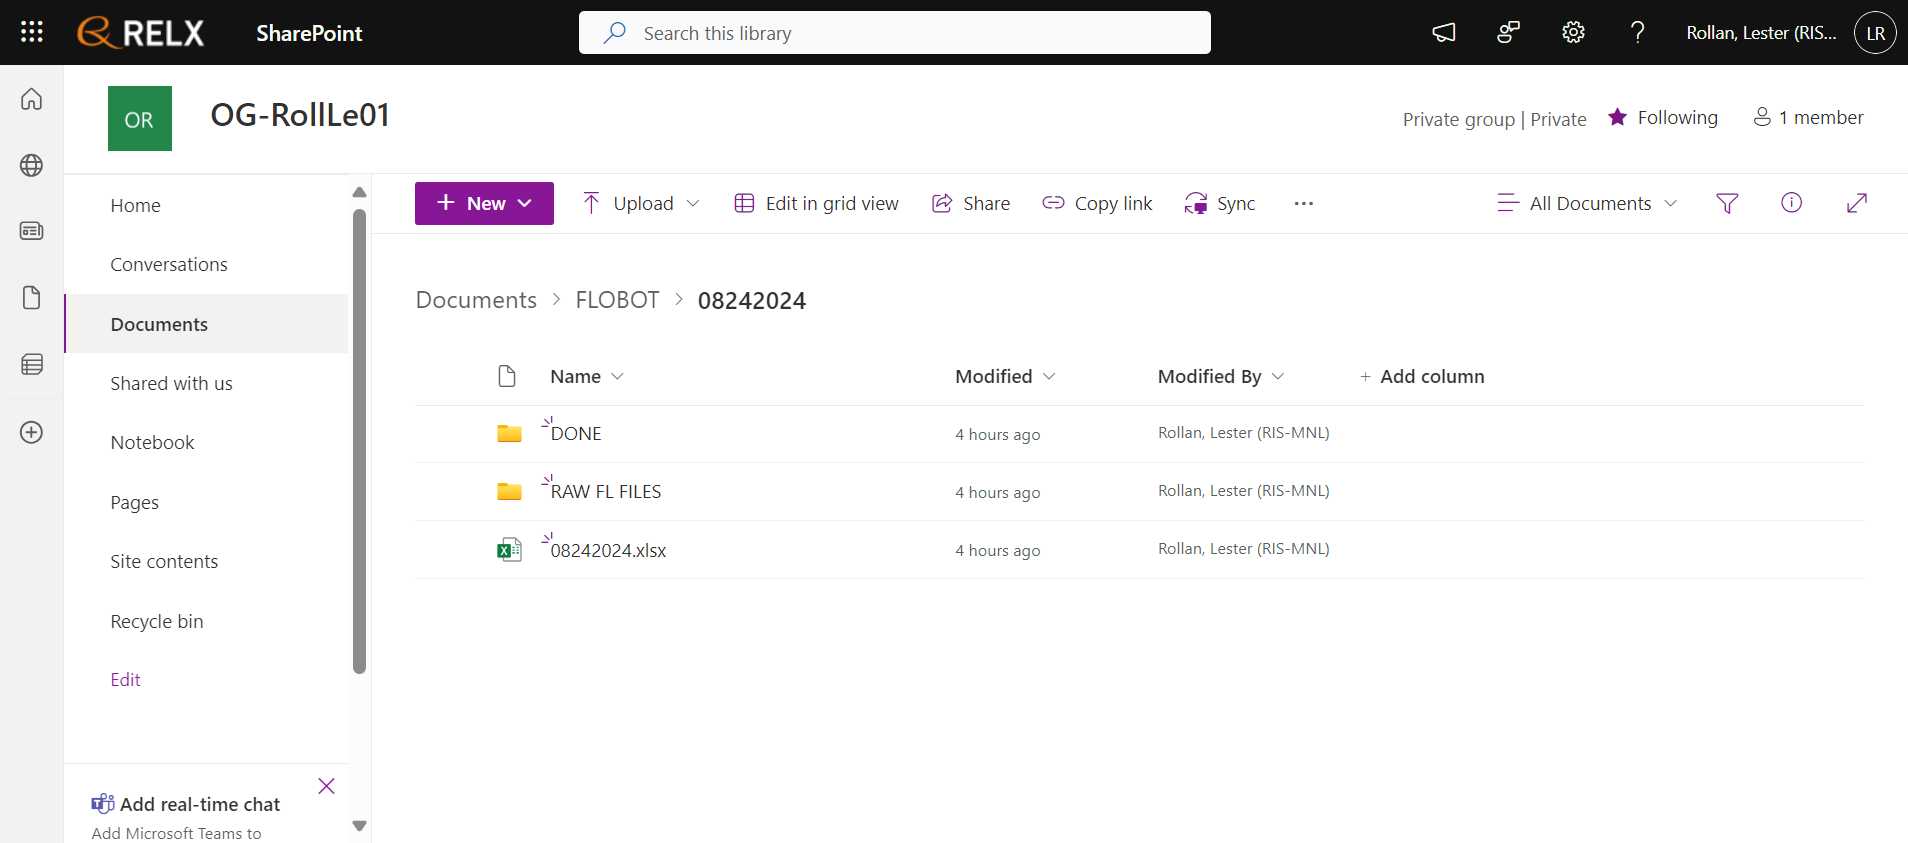 RELX SharePoint Search this library Rollan, Lester (RIS... LR
OR OG-RollLe01 Private group | Private Following 1 member
Home
Conversations
Documents
Shared with us
Notebook
Pages
Site contents
Recycle bin
Edit
Add real-time chat
Add Microsoft Teams to
+ New Upload Edit in grid view Share Copy link Sync ... All Documents
Documents > FLOBOT > 08242024
Name Modified Modified By + Add column
DONE 4 hours ago Rollan, Lester (RIS-MNL)
RAW FL FILES 4 hours ago Rollan, Lester (RIS-MNL)
08242024.xlsx 4 hours ago Rollan, Lester (RIS-MNL)